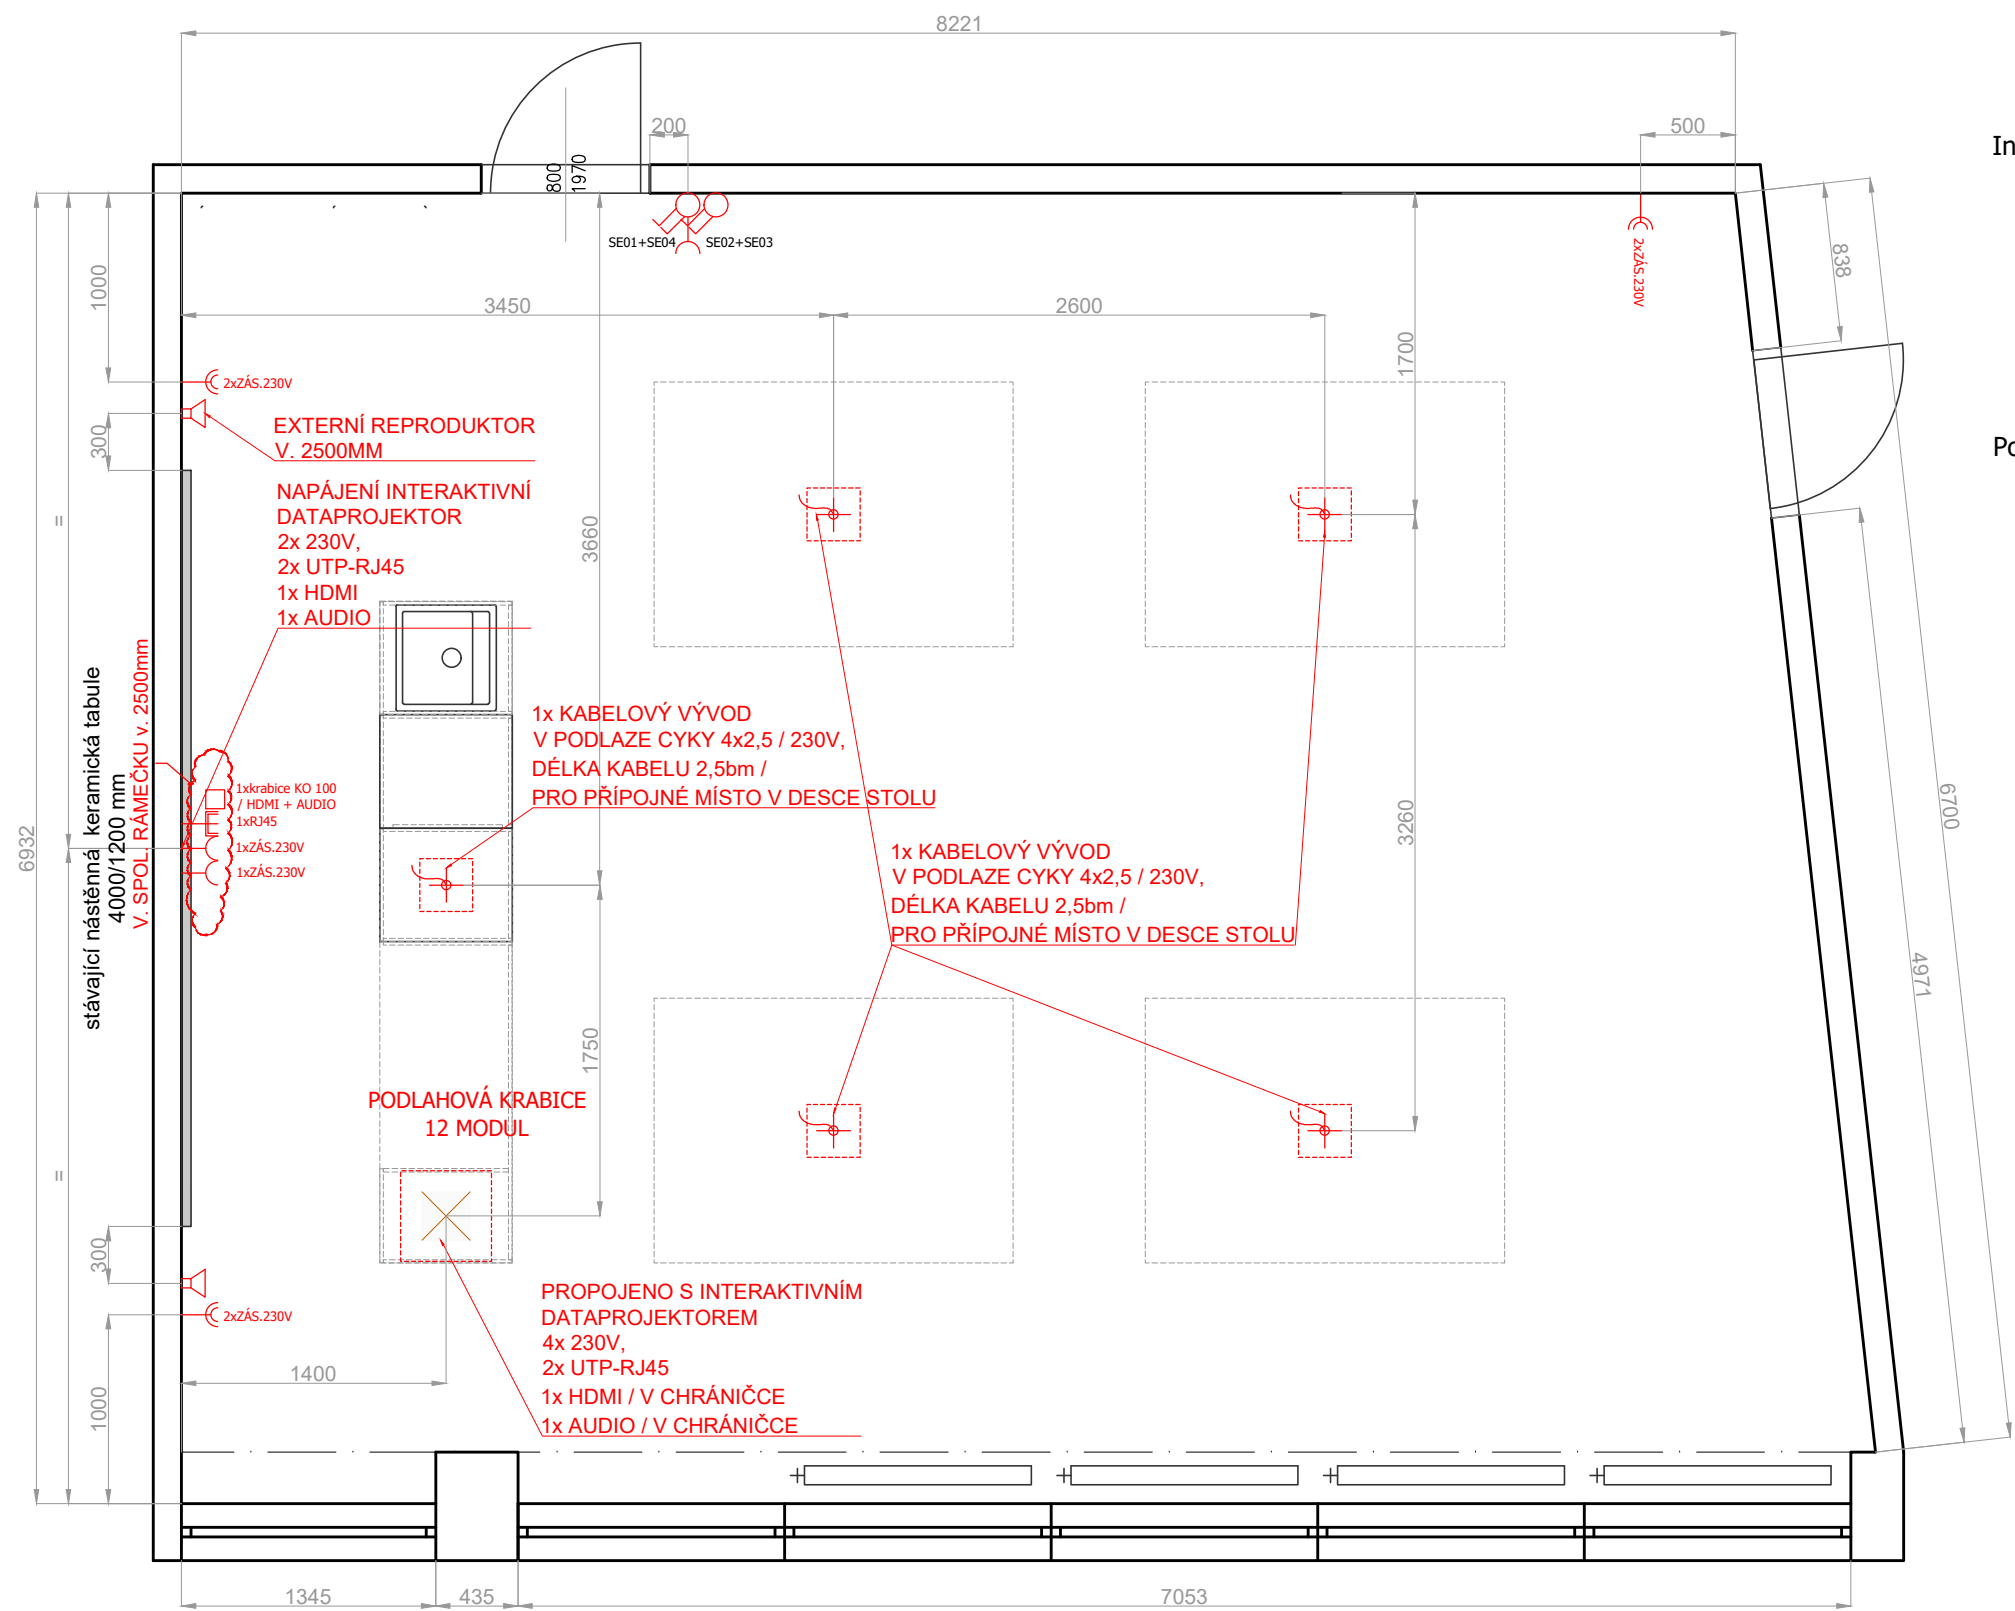 8221
200
500
In
800
1970
SE01+SE04
SE02+SE03
2xZÁS.230V
838
1000
3450
2600
1700
2xZÁS.230V
300
EXTERNÍ REPRODUKTOR
V. 2500MM
Po
NAPÁJENÍ INTERAKTIVNÍ
DATAPROJEKTOR
2x 230V,
2x UTP-RJ45
1x HDMI
1x AUDIO
=
3660
stávající nástěnná keramická tabule
4000/1200 mm
V. SPOL. RÁMEČKU v. 2500mm
1xkrabice KO 100
/ HDMI + AUDIO
1xRJ45
1xZÁS.230V
1xZÁS.230V
1x KABELOVÝ VÝVOD
V PODLAZE CYKY 4x2,5 / 230V,
DÉLKA KABELU 2,5bm /
PRO PŘÍPOJNÉ MÍSTO V DESCE STOLU
6932
3260
6700
1x KABELOVÝ VÝVOD
V PODLAZE CYKY 4x2,5 / 230V,
DÉLKA KABELU 2,5bm /
PRO PŘÍPOJNÉ MÍSTO V DESCE STOLU
4971
1750
PODLAHOVÁ KRABICE
12 MODUL
=
300
2xZÁS.230V
PROPOJENO S INTERAKTIVNÍM
DATAPROJEKTOREM
4x 230V,
2x UTP-RJ45
1x HDMI / V CHRÁNIČCE
1x AUDIO / V CHRÁNIČCE
1400
1000
1345
435
7053